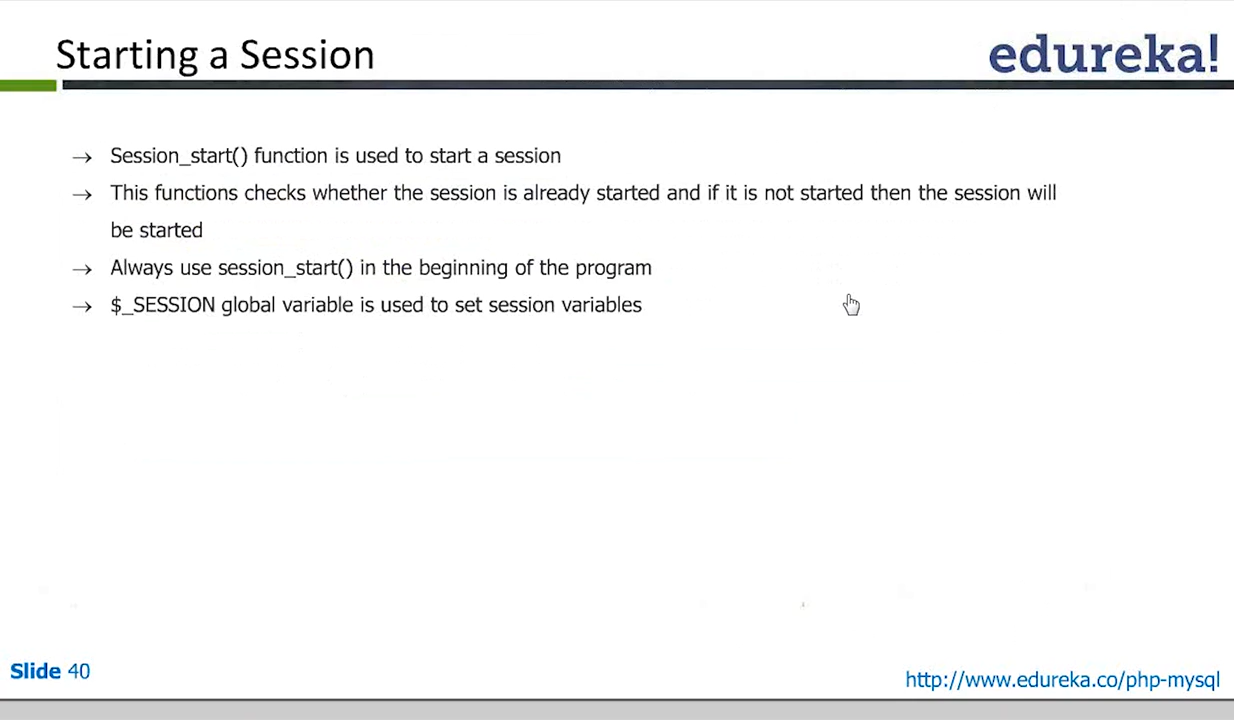 Starting a Session
edureka!
→ Session_start() function is used to start a session
→ This functions checks whether the session is already started and if it is not started then the session will
be started
→ Always use session_start() in the beginning of the program
→ $_SESSION global variable is used to set session variables
Slide 40
http://www.edureka.co/php-mysql